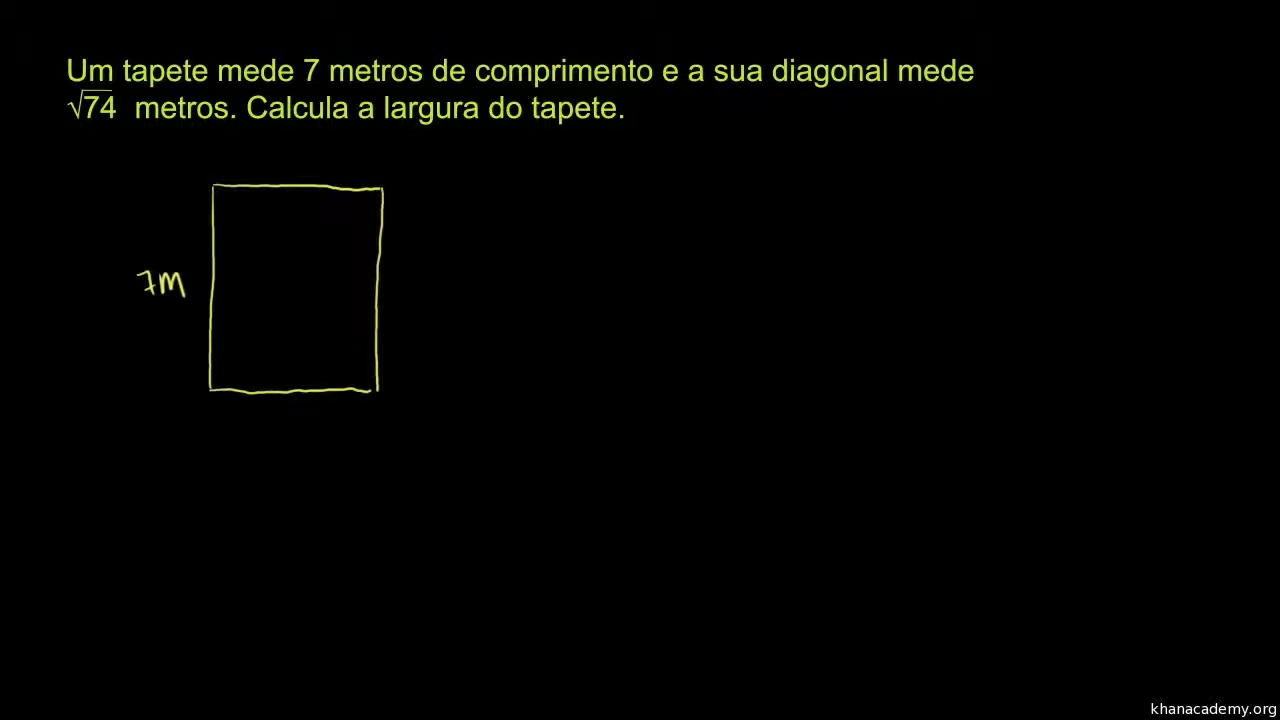 Um tapete mede 7 metros de comprimento e a sua diagonal mede
√74 metros. Calcula a largura do tapete.
7m
khanacademy.org